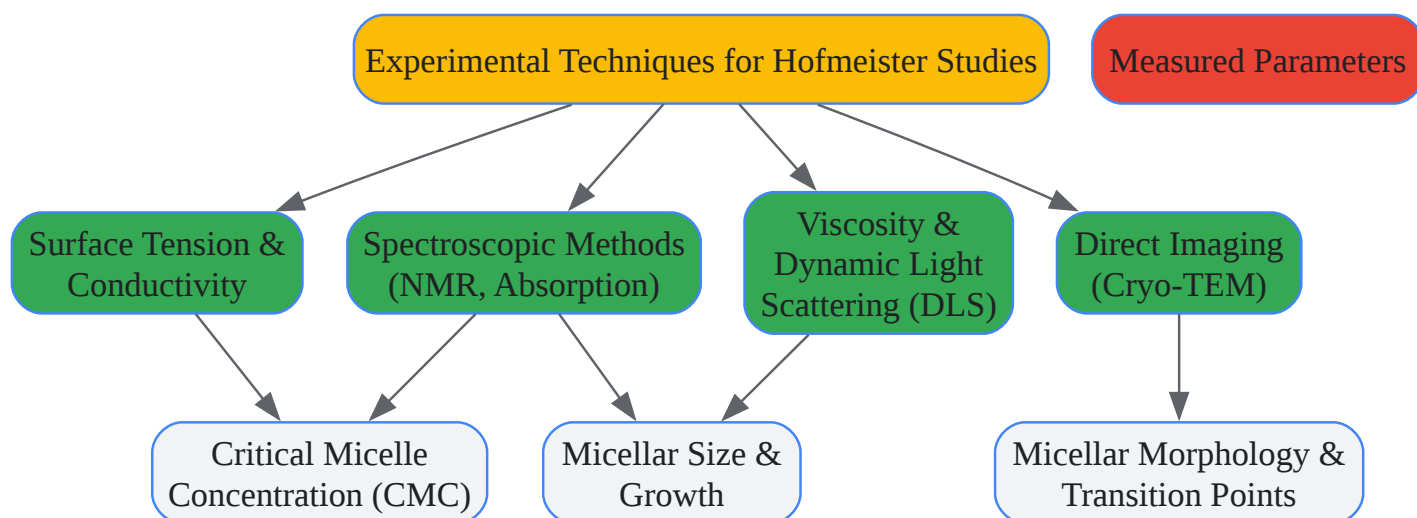 Experimental Techniques for Hofmeister Studies
Measured Parameters
Surface Tension &
Conductivity
Spectroscopic Methods
(NMR, Absorption)
Viscosity &
Dynamic Light
Scattering (DLS)
Direct Imaging
(Cryo-TEM)
Critical Micelle
Concentration (CMC)
Micellar Size &
Growth
Micellar Morphology &
Transition Points